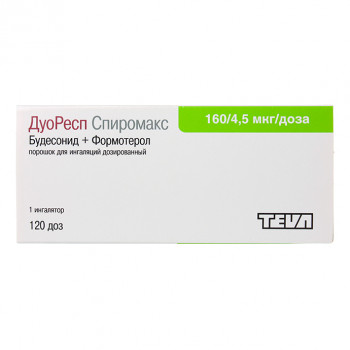 ДуоРесп Спиромакс
160/4,5 мкг/доза
Будесонид + Формотерол
порошок для ингаляций дозированный
1 ингалятор
120 доз
TEVA